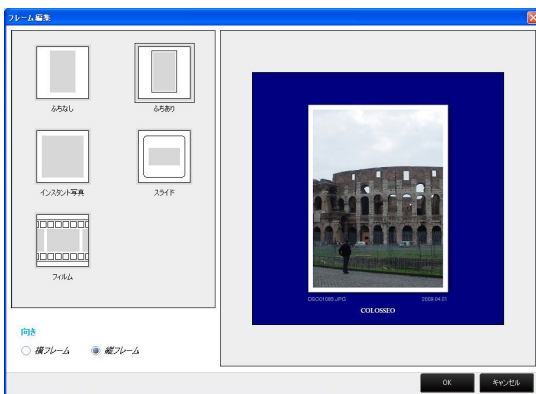 フレーム編集
ふちなし
ふちあり
インスタント写真
スライド
フィルム
向き
横フレーム
縦フレーム
DSC01085.JPG
2009.04.01
COLOSSEO
OK
キャンセル